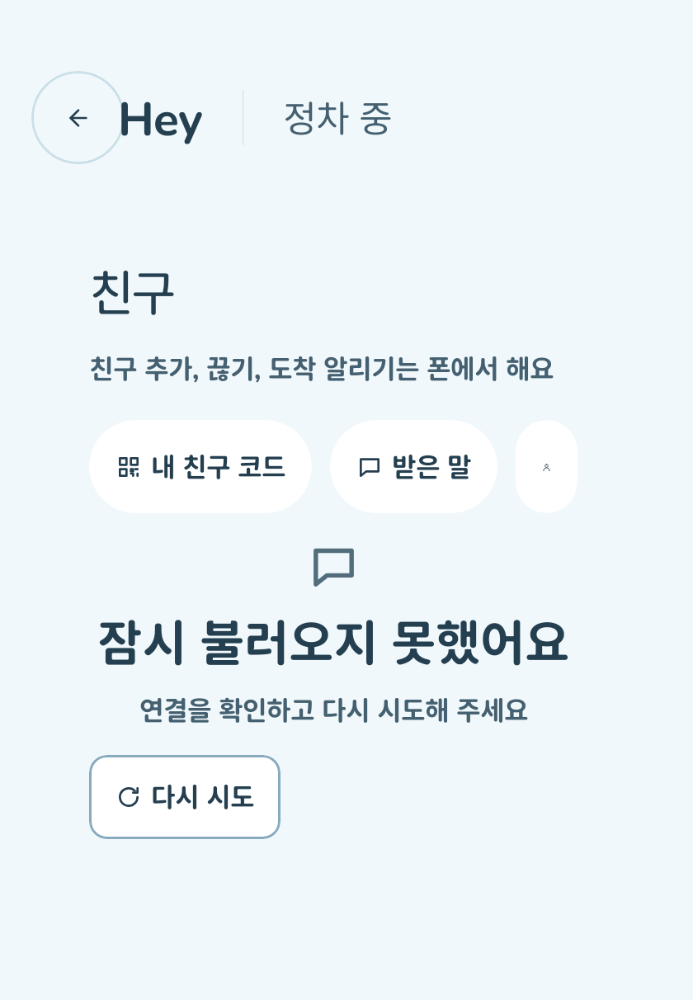 Hey 정차 중
친구
친구 추가, 끊기, 도착 알리기는 폰에서 해요
내 친구 코드 받은 말
잠시 불러오지 못했어요
연결을 확인하고 다시 시도해 주세요
다시 시도